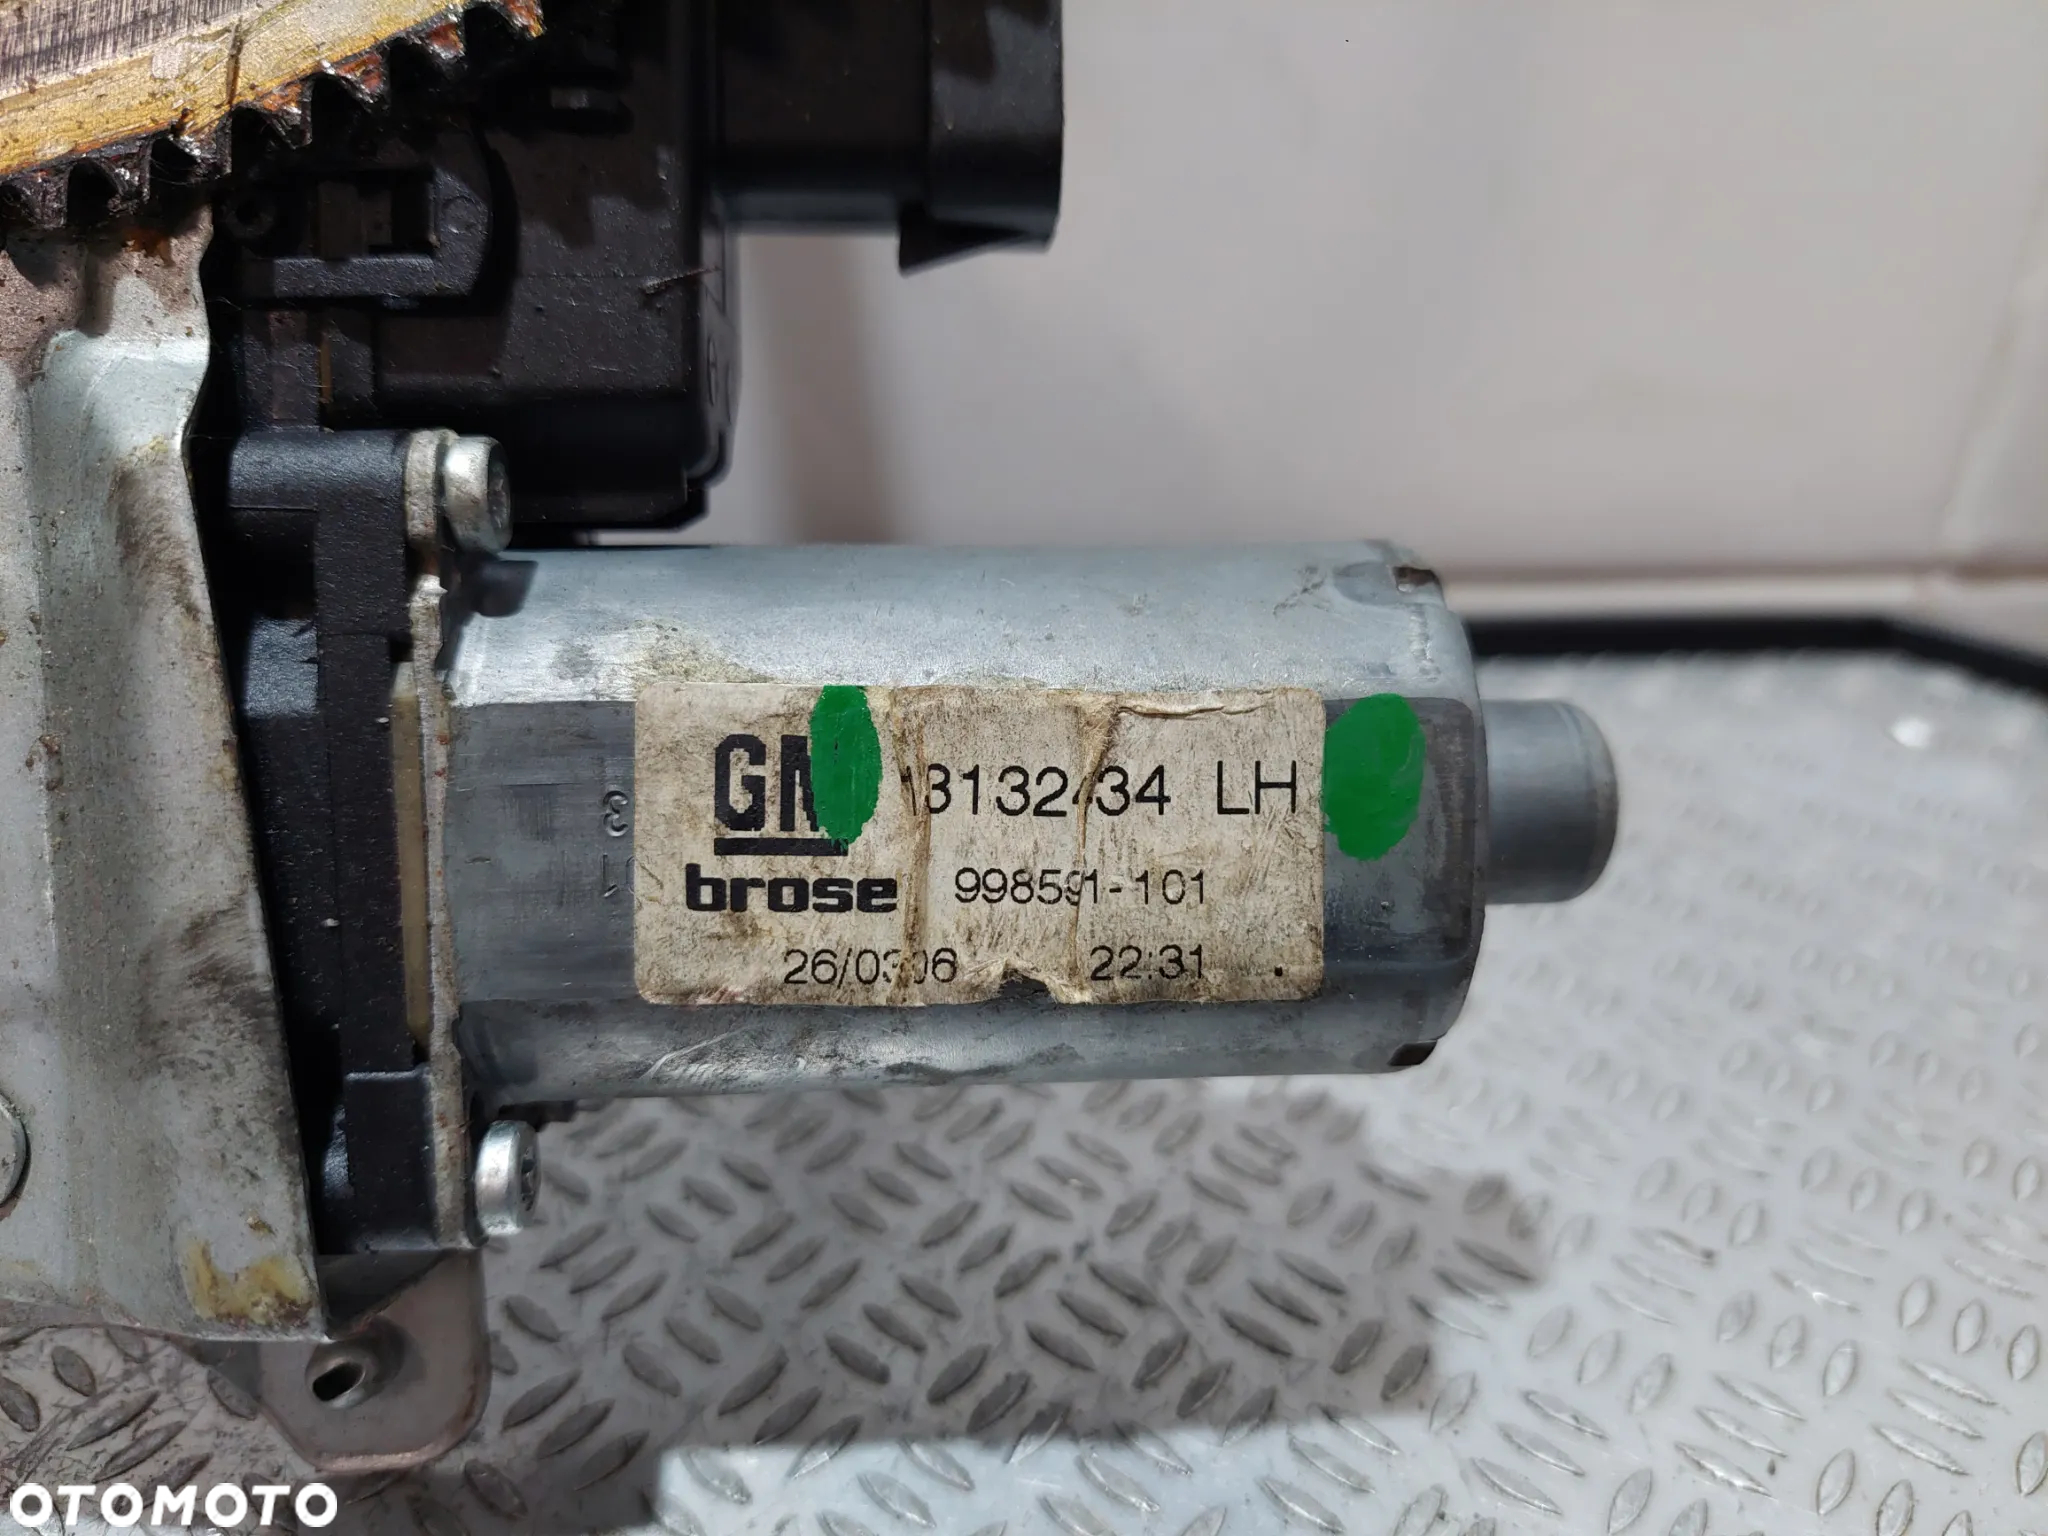 GM 13132434 LH
brose 998591-101
26/0306 22:31
OTOMOTO